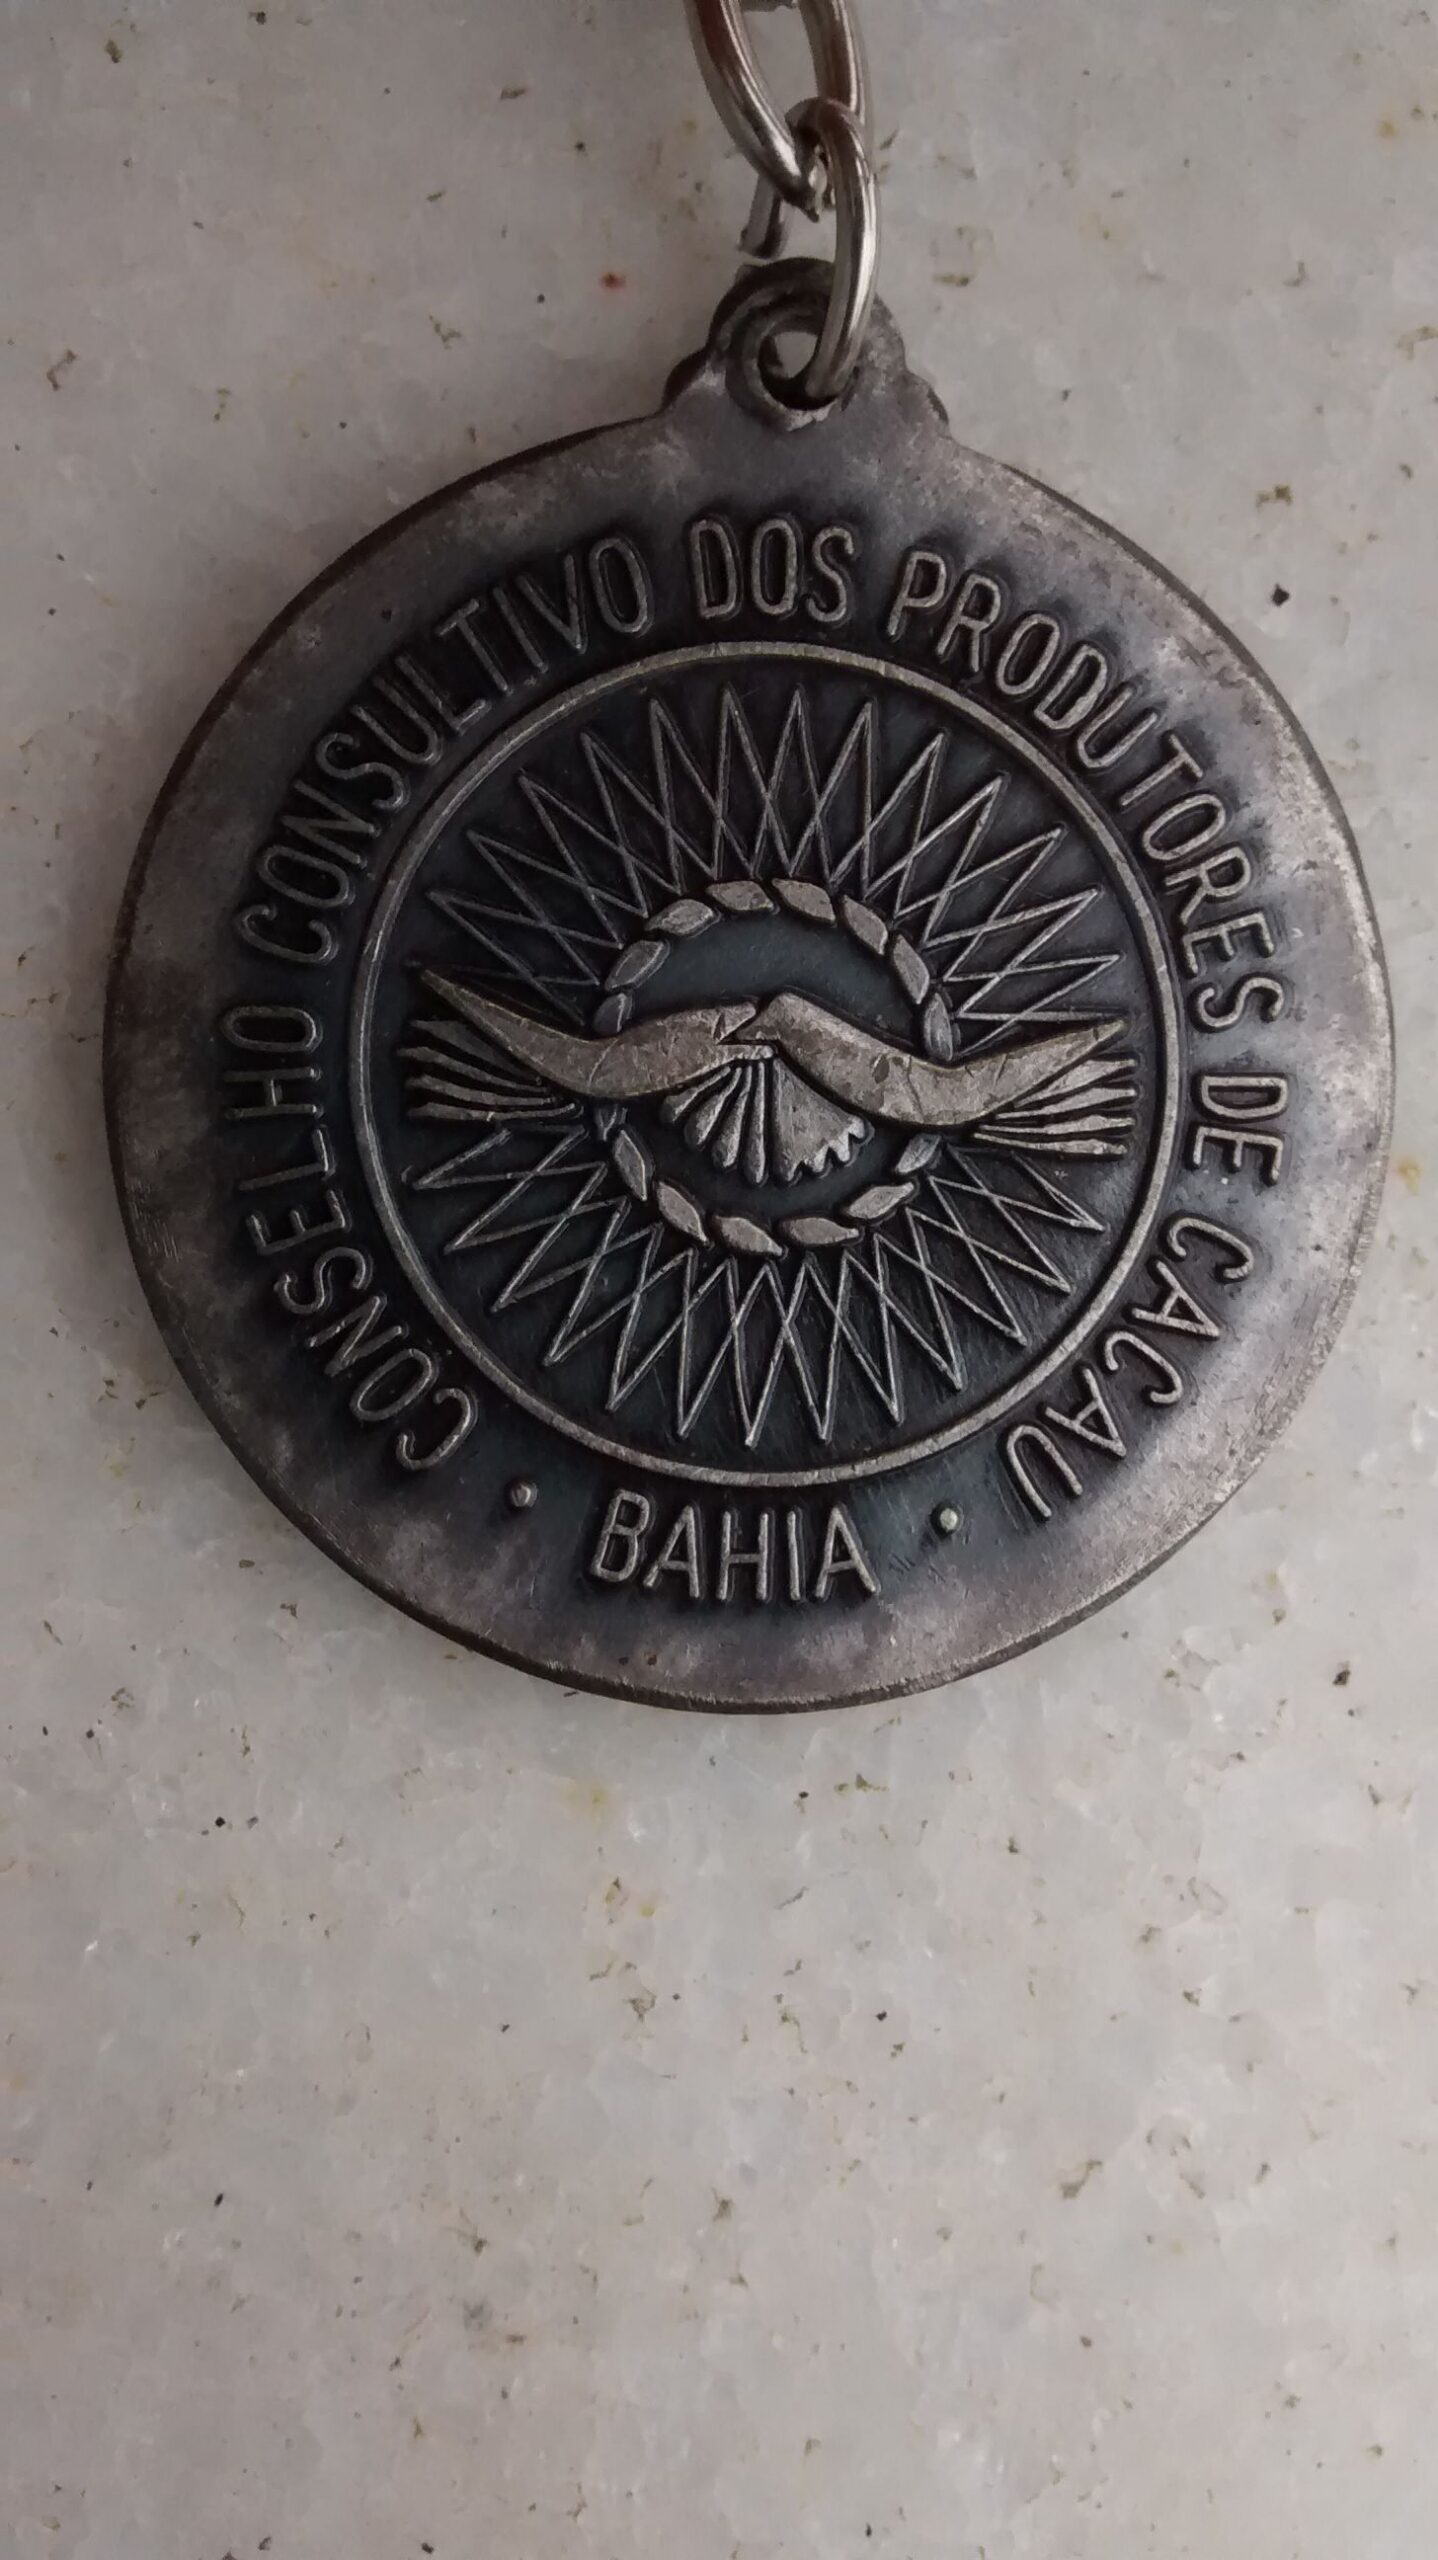 CONSELHO CONSULTIVO DOS PRODUTORES DE CACAU
• BAHIA •